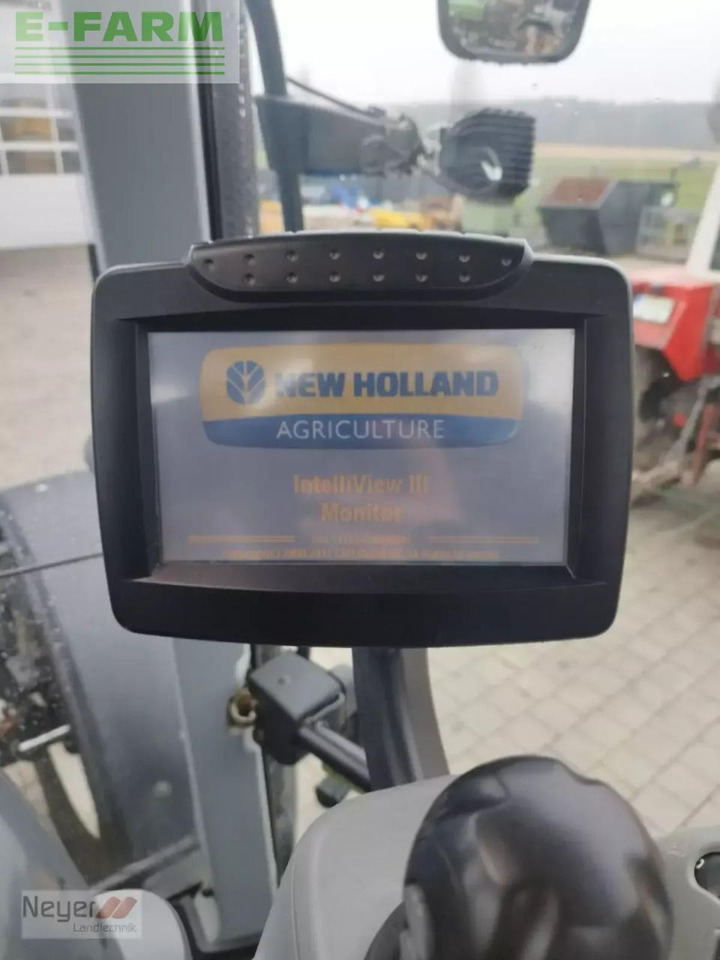 E-FARM
NEW HOLLAND
AGRICULTURE
IntelliView III
Monitor
Neyer
Landtechnik